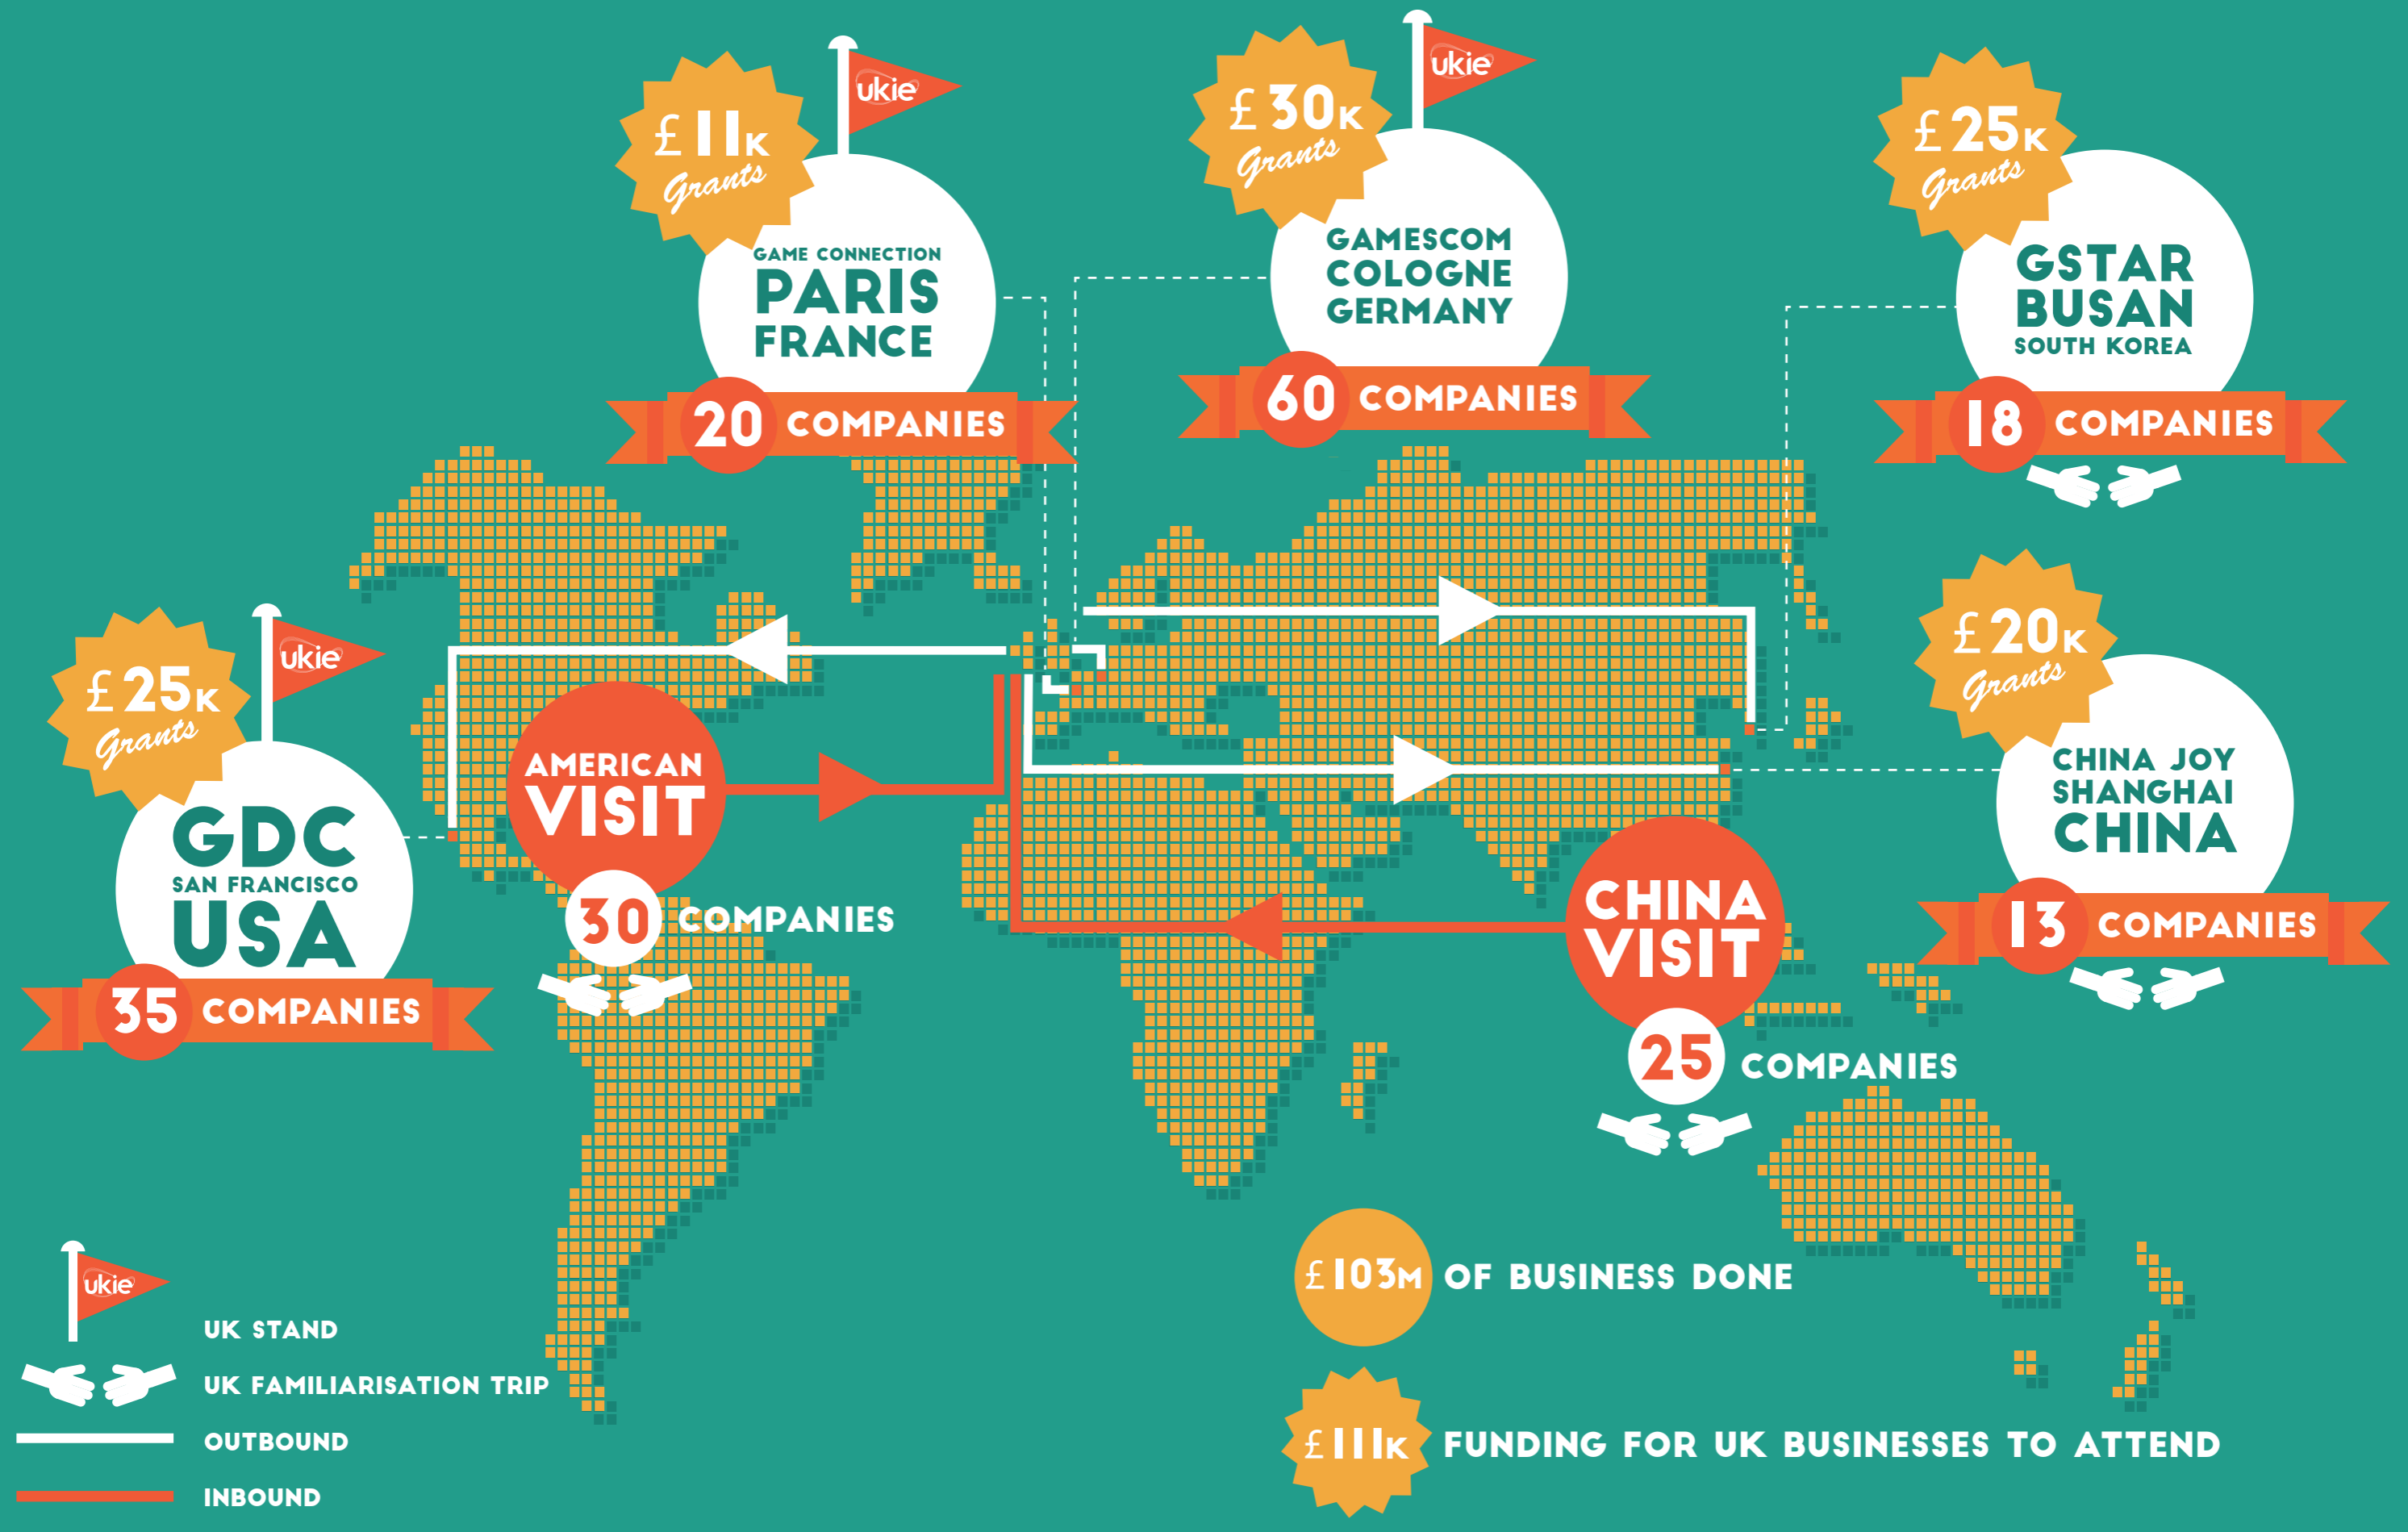 £11K
Grants
ukie
GAME CONNECTION
PARIS
FRANCE
20 COMPANIES
£30K
Grants
ukie
GAMESCOM
COLOGNE
GERMANY
60 COMPANIES
£25K
Grants
GSTAR
BUSAN
SOUTH KOREA
18 COMPANIES
£25K
Grants
ukie
GDC
SAN FRANCISCO
USA
35 COMPANIES
AMERICAN
VISIT
30 COMPANIES
£20K
Grants
CHINA JOY
SHANGHAI
CHINA
13 COMPANIES
CHINA
VISIT
25 COMPANIES
ukie
UK STAND
UK FAMILIARISATION TRIP
OUTBOUND
INBOUND
£103M OF BUSINESS DONE
£111K FUNDING FOR UK BUSINESSES TO ATTEND